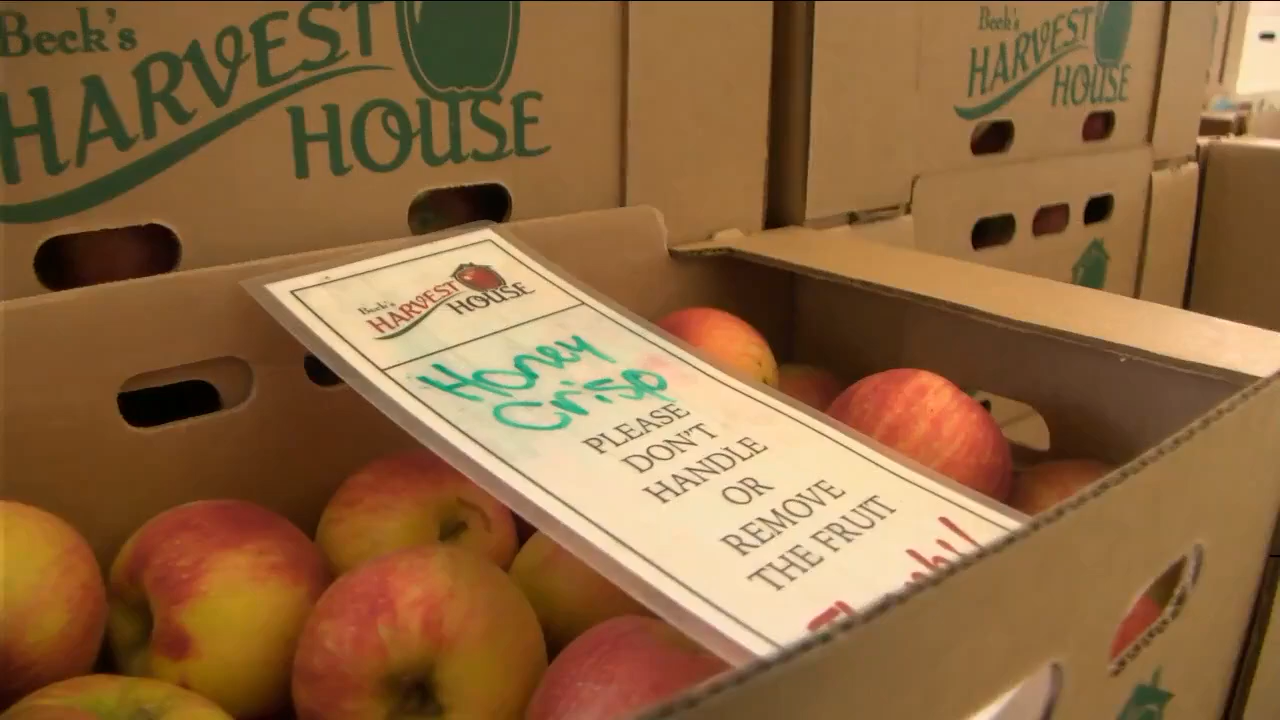 Beck's
HARVEST
HOUSE
Beck's
HARVEST
HOUSE
Beck's
HARVEST
HOUSE
Honey
Crisp
PLEASE
DON'T
HANDLE
OR
REMOVE
THE FRUIT